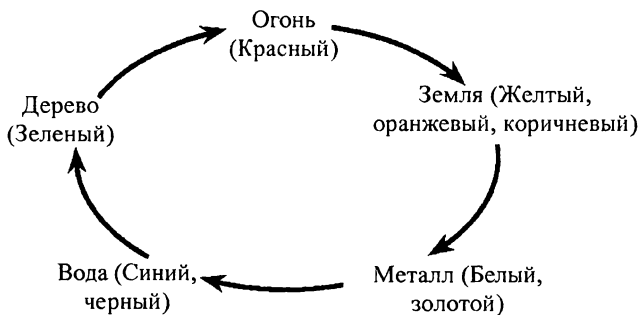 Огонь
(Красный)
Земля (Желтый,
оранжевый, коричневый)
Металл (Белый,
золотой)
Вода (Синий,
черный)
Дерево
(Зеленый)